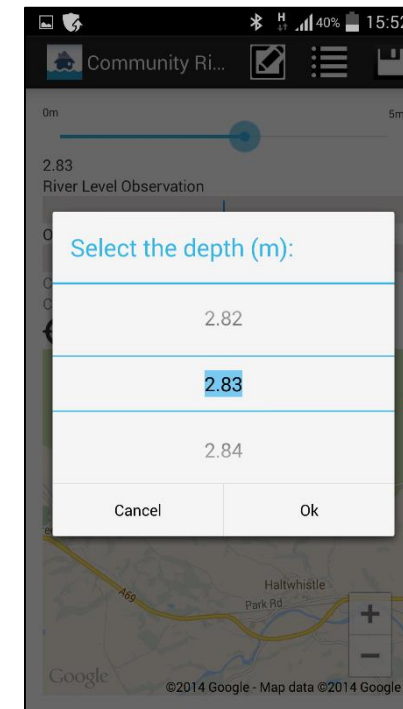 H 40% 15:52
Community Ri...
0m 5m
2.83
River Level Observation
O
Select the depth (m):
C
C
2.82
2.83
2.84
Cancel Ok
A69
Haltwhistle
Park Rd
+
−
Google ©2014 Google - Map data ©2014 Google